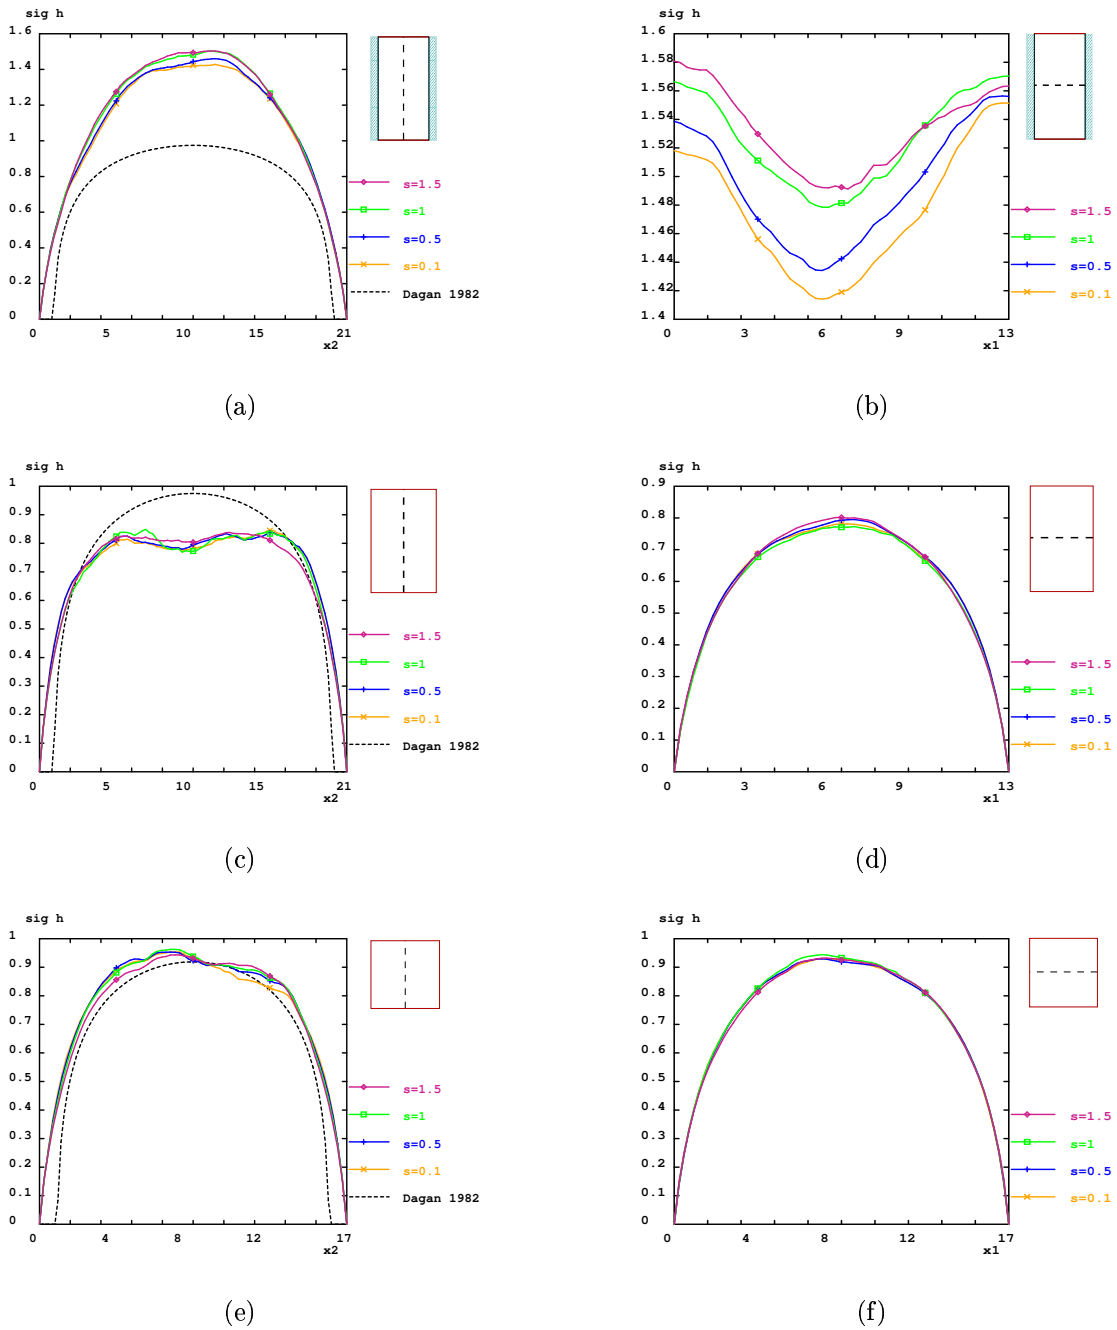 sig h
1.6
1.4
1.2
1
0.8
0.6
0.4
0.2
0
0 5 10 15 21
x2
s=1.5
s=1
s=0.5
s=0.1
Dagan 1982
(a)
sig h
1.6
1.58
1.56
1.54
1.52
1.5
1.48
1.46
1.44
1.42
1.4
0 3 6 9 13
x1
s=1.5
s=1
s=0.5
s=0.1
(b)
sig h
1
0.9
0.8
0.7
0.6
0.5
0.4
0.3
0.2
0.1
0
0 5 10 15 21
x2
s=1.5
s=1
s=0.5
s=0.1
Dagan 1982
(c)
sig h
0.9
0.8
0.7
0.6
0.5
0.4
0.3
0.2
0.1
0
0 3 6 9 13
x1
s=1.5
s=1
s=0.5
s=0.1
(d)
sig h
1
0.9
0.8
0.7
0.6
0.5
0.4
0.3
0.2
0.1
0
0 4 8 12 17
x2
s=1.5
s=1
s=0.5
s=0.1
Dagan 1982
(e)
sig h
1
0.9
0.8
0.7
0.6
0.5
0.4
0.3
0.2
0.1
0
0 4 8 12 17
x1
s=1.5
s=1
s=0.5
s=0.1
(f)